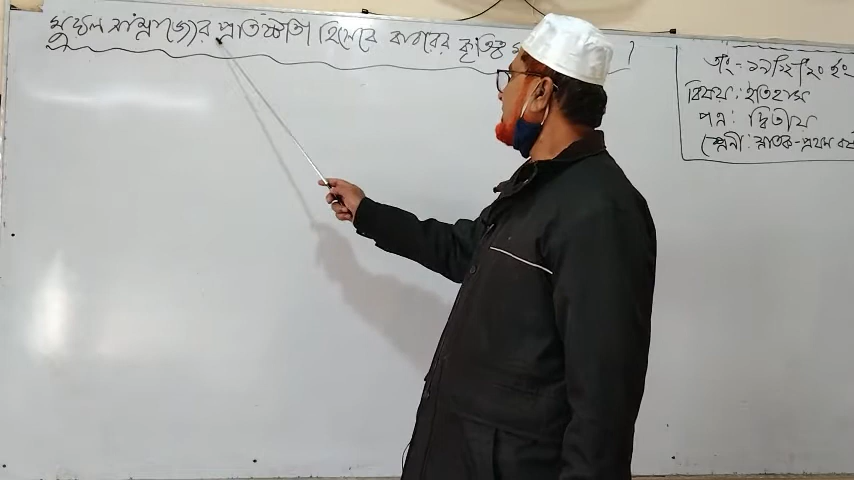 মুঘল সাম্রাজ্যের প্রতিষ্ঠাতা হিসেবে বাবরের কৃতিত্ব
বিষয়: ইতিহাস
পত্র: দ্বিতীয়
শ্রেণী: স্নাতক-প্রথম বর্ষ